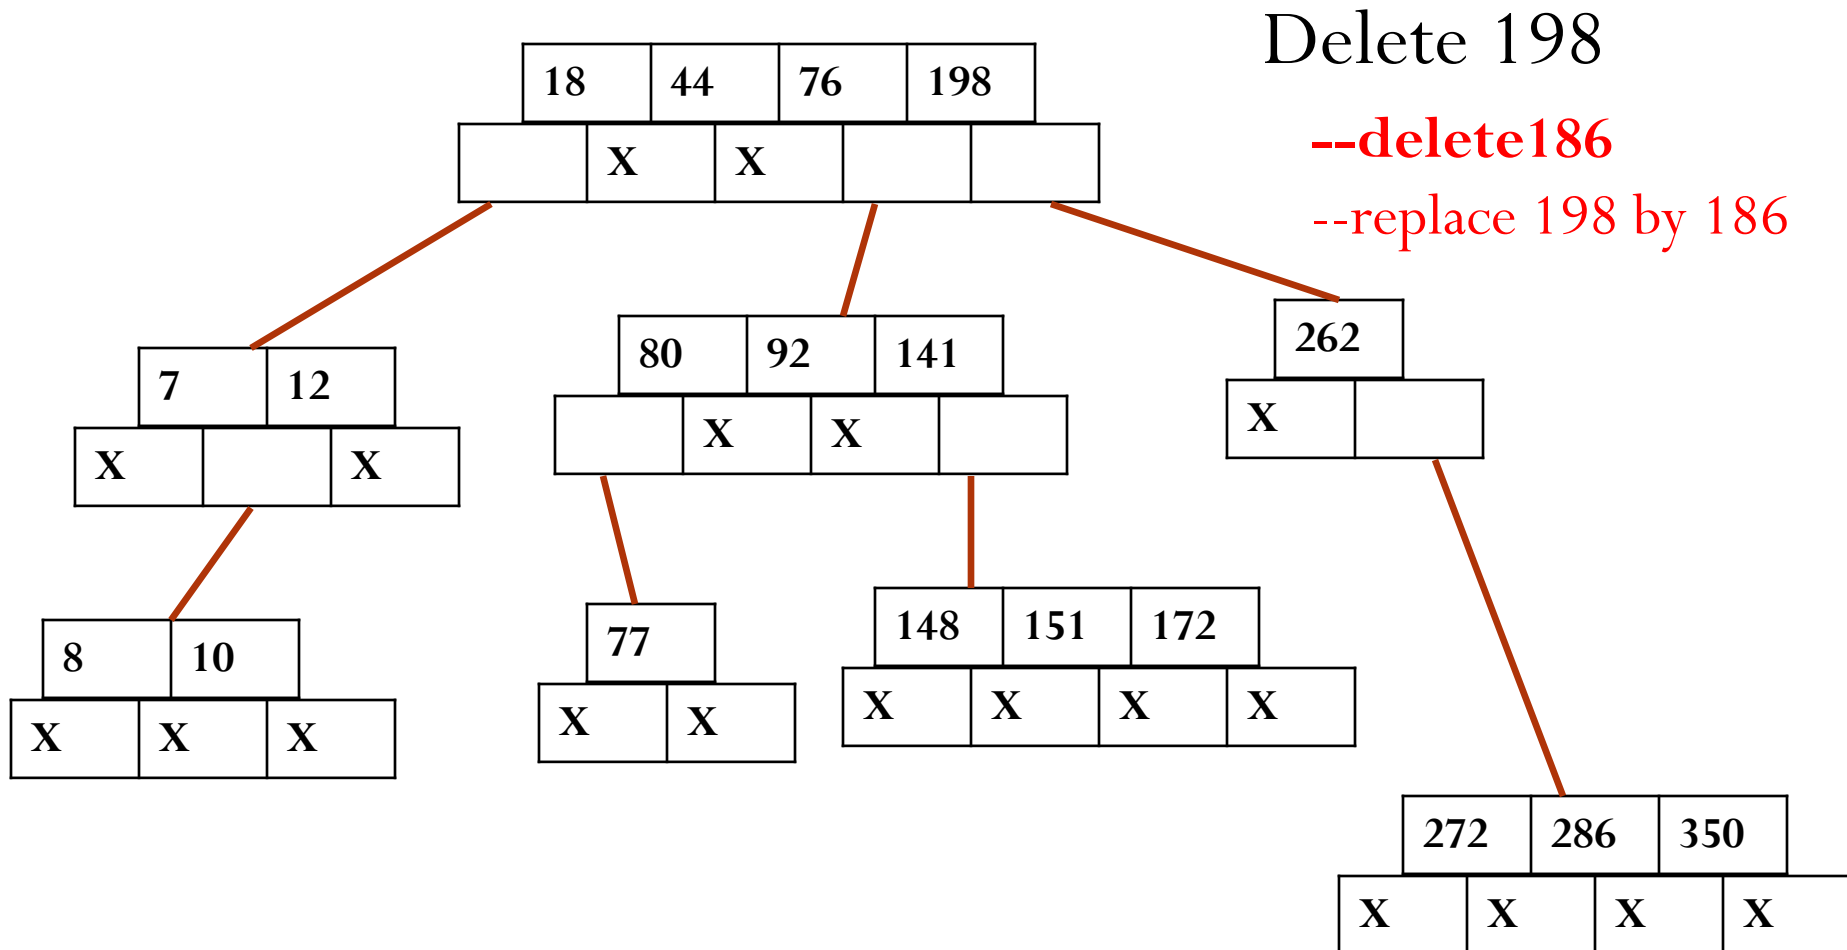 Delete 198
18 44 76 198
--delete186
X X
--replace 198 by 186
262
80 92 141
7 12
X
X X
X X
77
148 151 172
8 10
X X X X
X X
X X X
272 286 350
X X X X